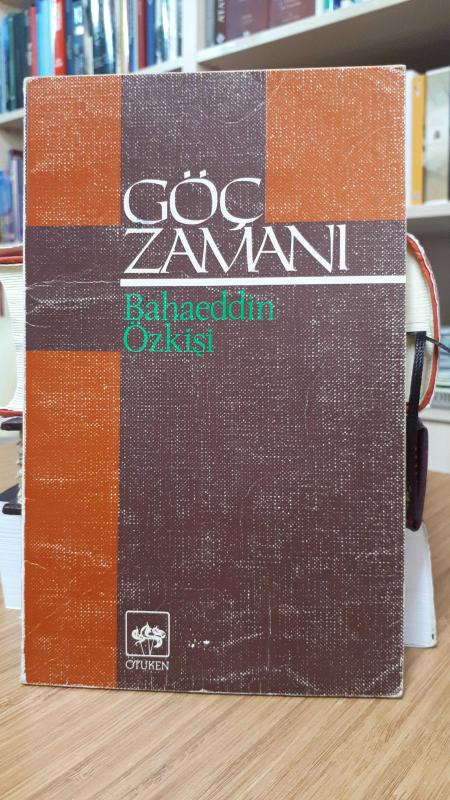 GÖÇ
ZAMANI
Bahaeddin
Özkişi
ÖTÜKEN